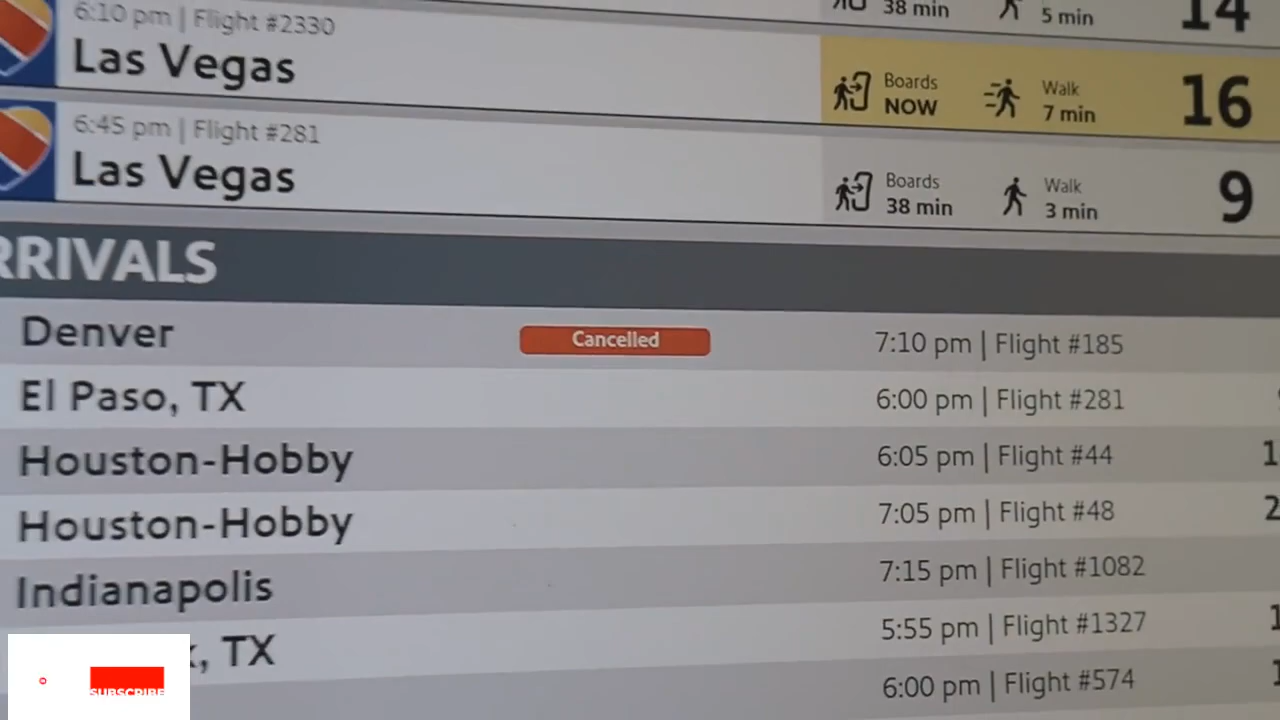 38 min 5 min 14
6:10 pm | Flight #2330
Las Vegas
Boards NOW Walk 7 min 16
6:45 pm | Flight #281
Las Vegas
Boards 38 min Walk 3 min 9
RRIVALS
Denver Cancelled 7:10 pm | Flight #185
El Paso, TX 6:00 pm | Flight #281
Houston-Hobby 6:05 pm | Flight #44
Houston-Hobby 7:05 pm | Flight #48
Indianapolis 7:15 pm | Flight #1082
, TX 5:55 pm | Flight #1327
6:00 pm | Flight #574
SUBSCRIBE